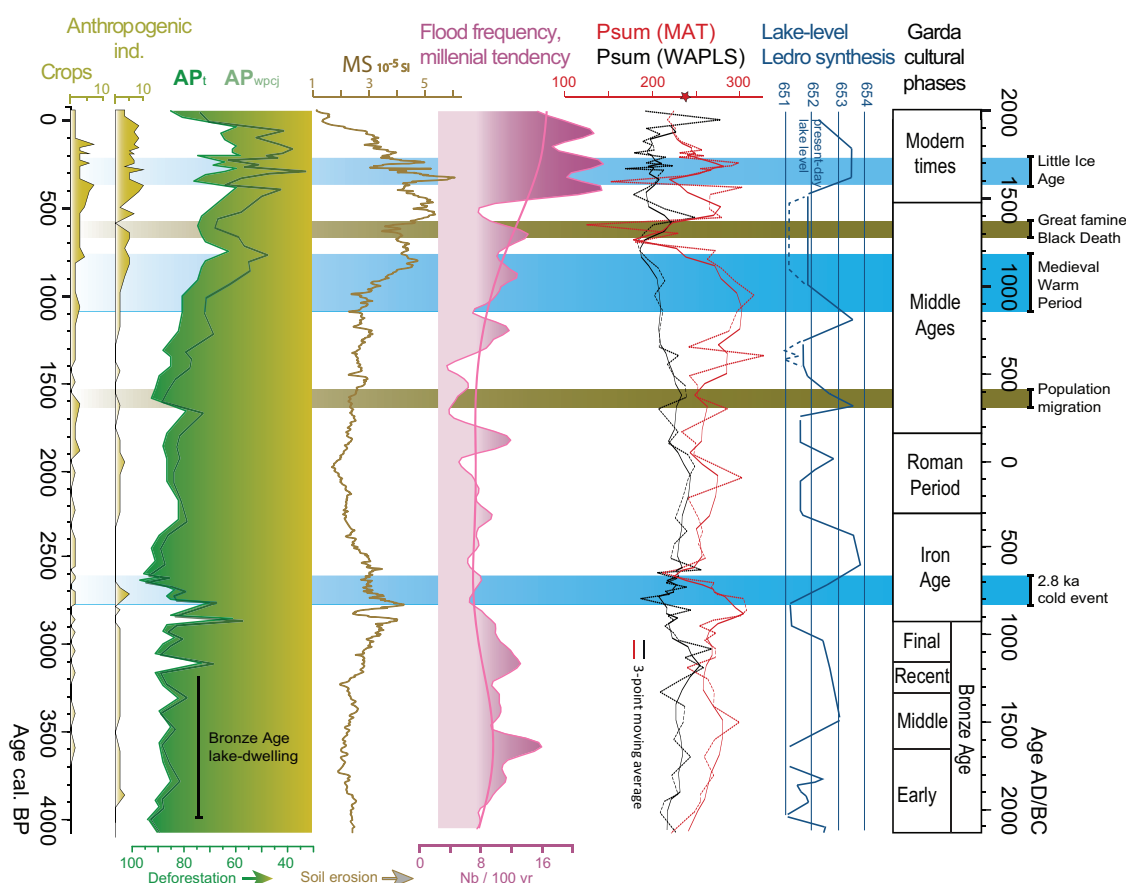 Anthropogenic
ind.
Crops
10
10
APt
APwpcj
MS 10-5 SI
1
3
5
Flood frequency,
millenial tendency
Psum (MAT)
Psum (WAPLS)
100
200
300
Lake-level
Ledro synthesis
651
652
653
654
present-day
lake level
Garda
cultural
phases
0
500
1000
1500
2000
2500
3000
3500
4000
Age cal. BP
2000
1500
1000
500
0
500
1000
1500
2000
Age AD/BC
Modern
times
Middle
Ages
Roman
Period
Iron
Age
Final
Recent
Middle
Early
Bronze Age
Little Ice
Age
Great famine
Black Death
Medieval
Warm
Period
Population
migration
2.8 ka
cold event
3-point moving average
Bronze Age
lake-dwelling
100
80
60
40
Deforestation
Soil erosion
0
8
16
Nb / 100 yr